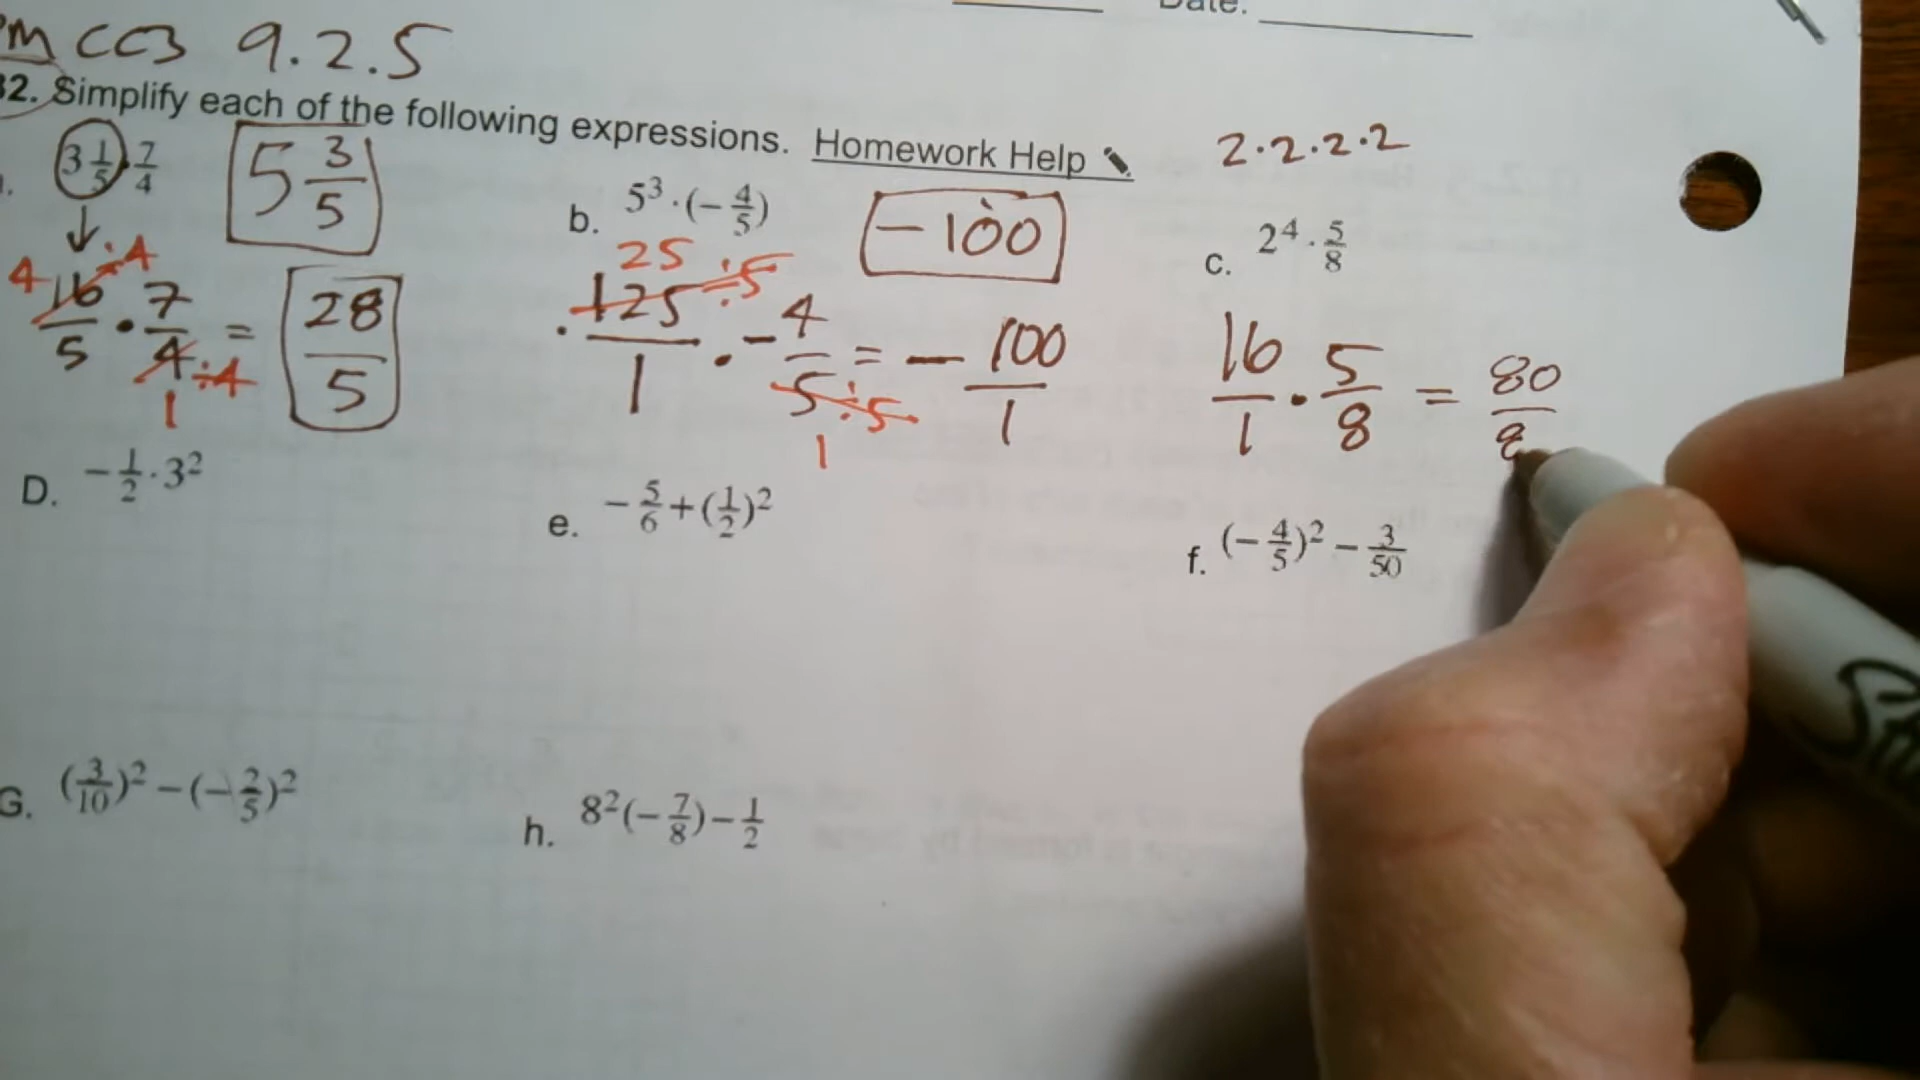 Date:
CC3 9.2.5
32. Simplify each of the following expressions. Homework Help
2·2·2·2
3 1/5 · 7/4
5 3/5
16/5 · 7/4 = 28/5
4 ÷4
÷4
1
b. 5³ · (− 4/5)
−100
25 ÷5
· 125/1 · − 4/5 = − 100/1
÷5
1
c. 2⁴ · 5/8
16/1 · 5/8 = 80/8
D. − 1/2 · 3²
e. − 5/6 + (1/2)²
f. (− 4/5)² − 3/50
G. (3/10)² − (− 2/5)²
h. 8²(− 7/8) − 1/2